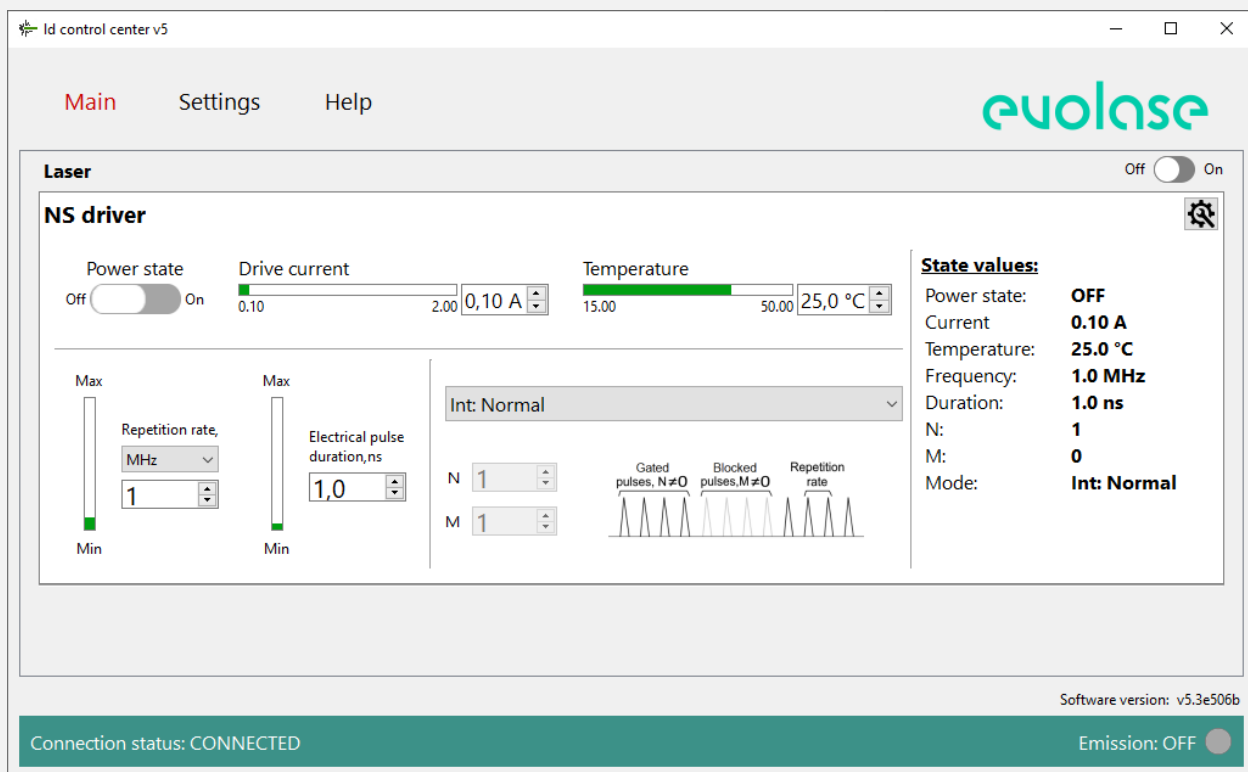 ld control center v5
Main Settings Help
evolase
Laser
Off On
NS driver
Power state
Off On
Drive current
0.10 2.00 0,10 A
Temperature
15.00 50.00 25,0 °C
State values:
Power state: OFF
Current 0.10 A
Temperature: 25.0 °C
Frequency: 1.0 MHz
Duration: 1.0 ns
N: 1
M: 0
Mode: Int: Normal
Max
Repetition rate,
MHz
1
Min
Max
Electrical pulse
duration,ns
1,0
Min
Int: Normal
N 1
M 1
Gated
pulses, N≠0
Blocked
pulses,M≠0
Repetition
rate
Software version: v5.3e506b
Connection status: CONNECTED
Emission: OFF